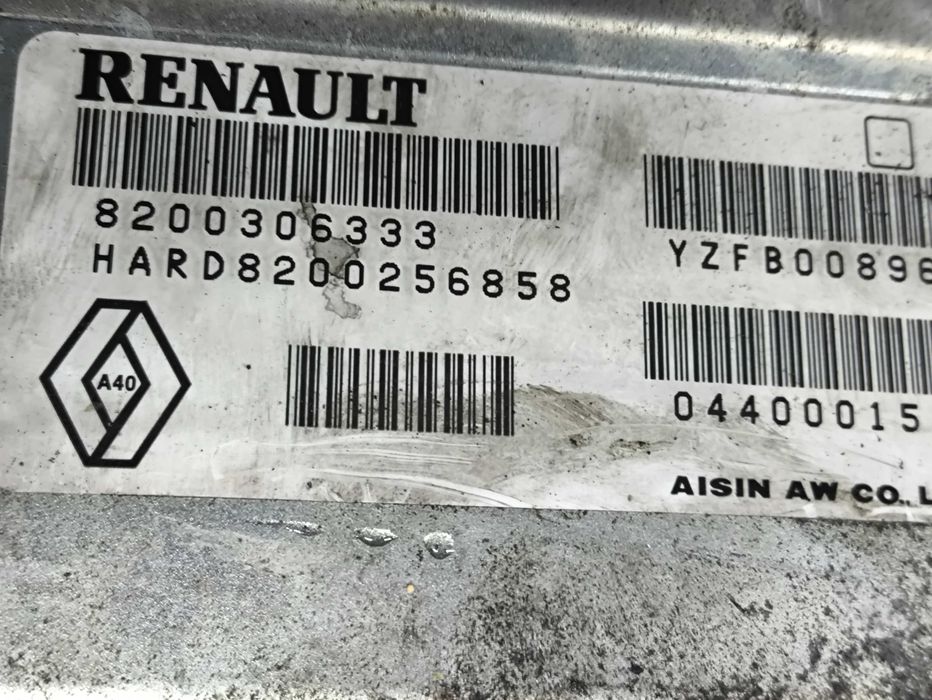 RENAULT
8200306333
HARD8200256858
A40
YZFB00896
04400015
AISIN AW CO., L